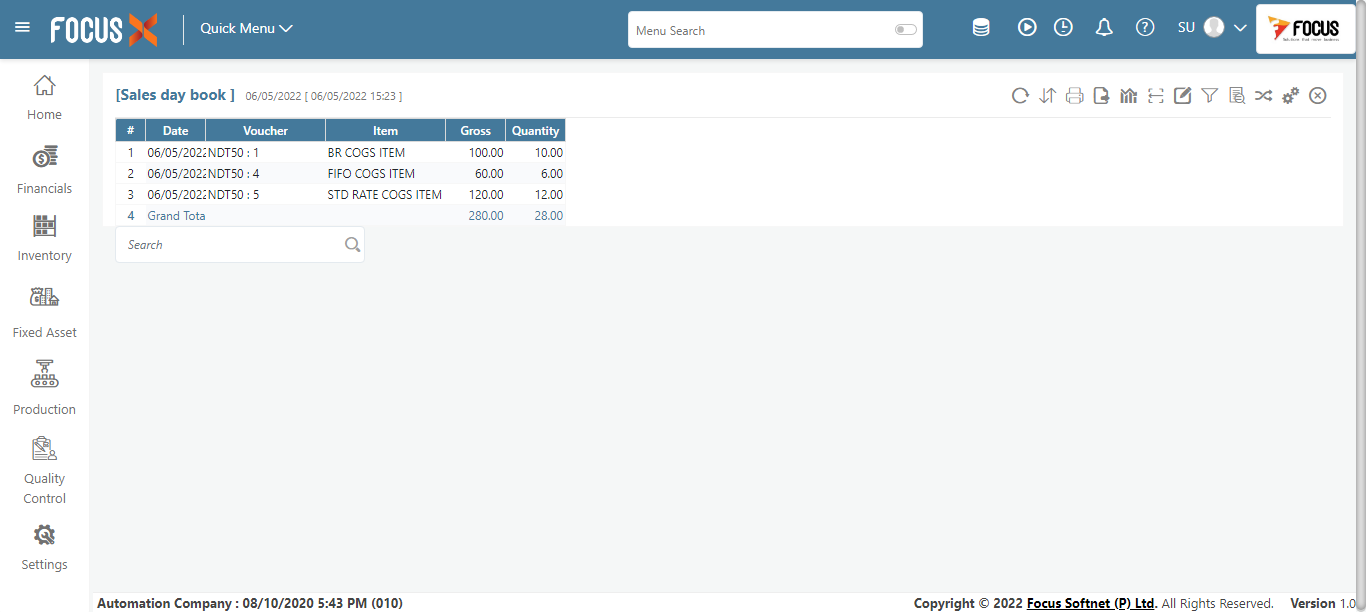 FOCUS X
Quick Menu
Menu Search
SU
FOCUS
Home
Financials
Inventory
Fixed Asset
Production
Quality
Control
Settings
[Sales day book ] 06/05/2022 [ 06/05/2022 15:23 ]
# Date Voucher Item Gross Quantity
1 06/05/2022 NDT50 : 1 BR COGS ITEM 100.00 10.00
2 06/05/2022 NDT50 : 4 FIFO COGS ITEM 60.00 6.00
3 06/05/2022 NDT50 : 5 STD RATE COGS ITEM 120.00 12.00
4 Grand Tota 280.00 28.00
Search
Automation Company : 08/10/2020 5:43 PM (010)
Copyright © 2022 Focus Softnet (P) Ltd. All Rights Reserved. Version 1.0